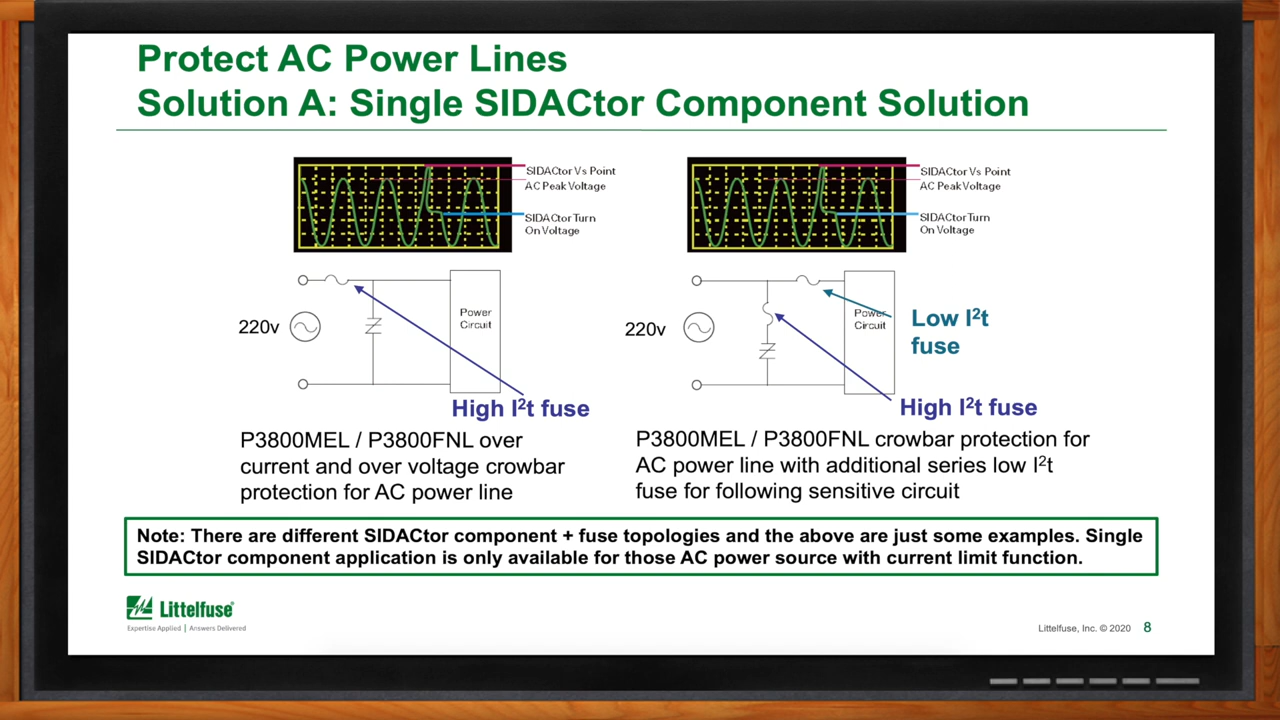 Protect AC Power Lines
Solution A: Single SIDACtor Component Solution
SIDACtor Vs Point
AC Peak Voltage
SIDACtor Turn
On Voltage
220v
Power
Circuit
High I²t fuse
P3800MEL / P3800FNL over
current and over voltage crowbar
protection for AC power line
SIDACtor Vs Point
AC Peak Voltage
SIDACtor Turn
On Voltage
220v
Power
Circuit
Low I²t
fuse
High I²t fuse
P3800MEL / P3800FNL crowbar protection for
AC power line with additional series low I²t
fuse for following sensitive circuit
Note: There are different SIDACtor component + fuse topologies and the above are just some examples. Single
SIDACtor component application is only available for those AC power source with current limit function.
Littelfuse®
Expertise Applied | Answers Delivered
Littelfuse, Inc. © 2020 8